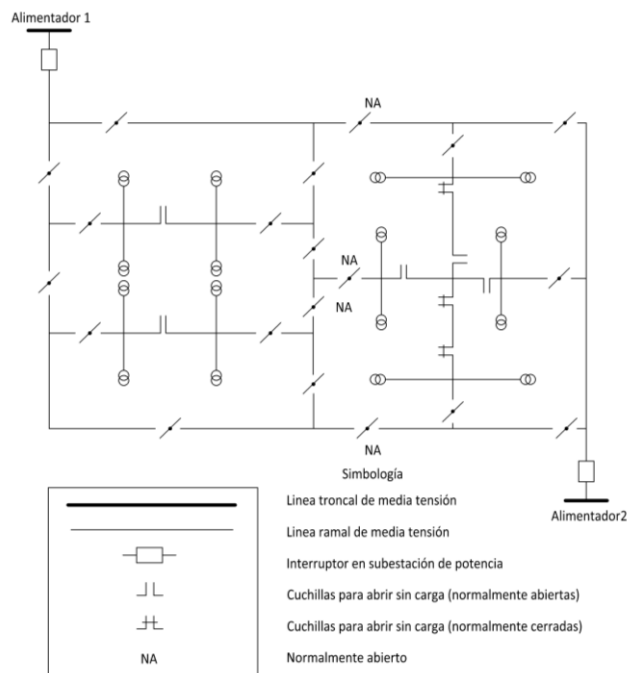 Alimentador 1
NA
NA
NA
NA
Simbología
Linea troncal de media tensión
Alimentador2
Linea ramal de media tensión
Interruptor en subestación de potencia
Cuchillas para abrir sin carga (normalmente abiertas)
Cuchillas para abrir sin carga (normalmente cerradas)
NA
Normalmente abierto